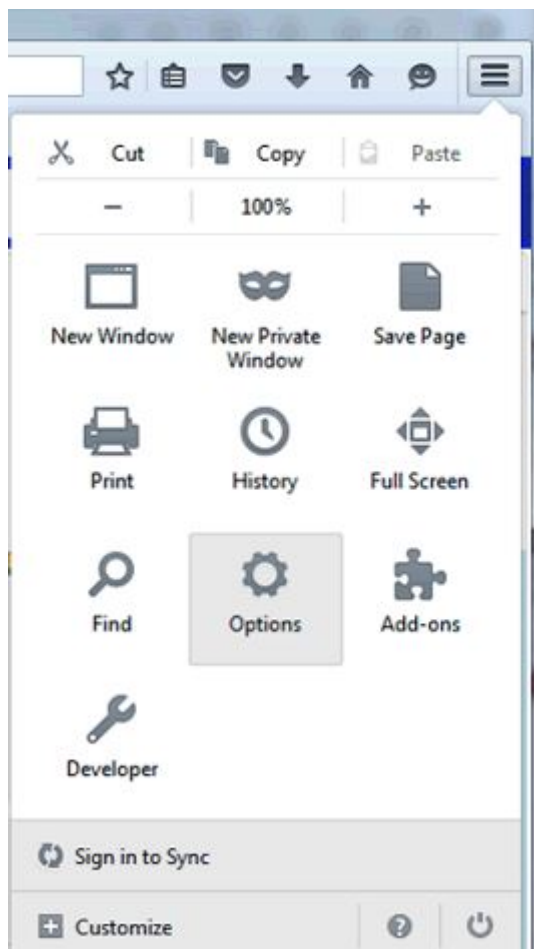 Cut Copy Paste
100%
New Window New Private Window Save Page
Print History Full Screen
Find Options Add-ons
Developer
Sign in to Sync
Customize